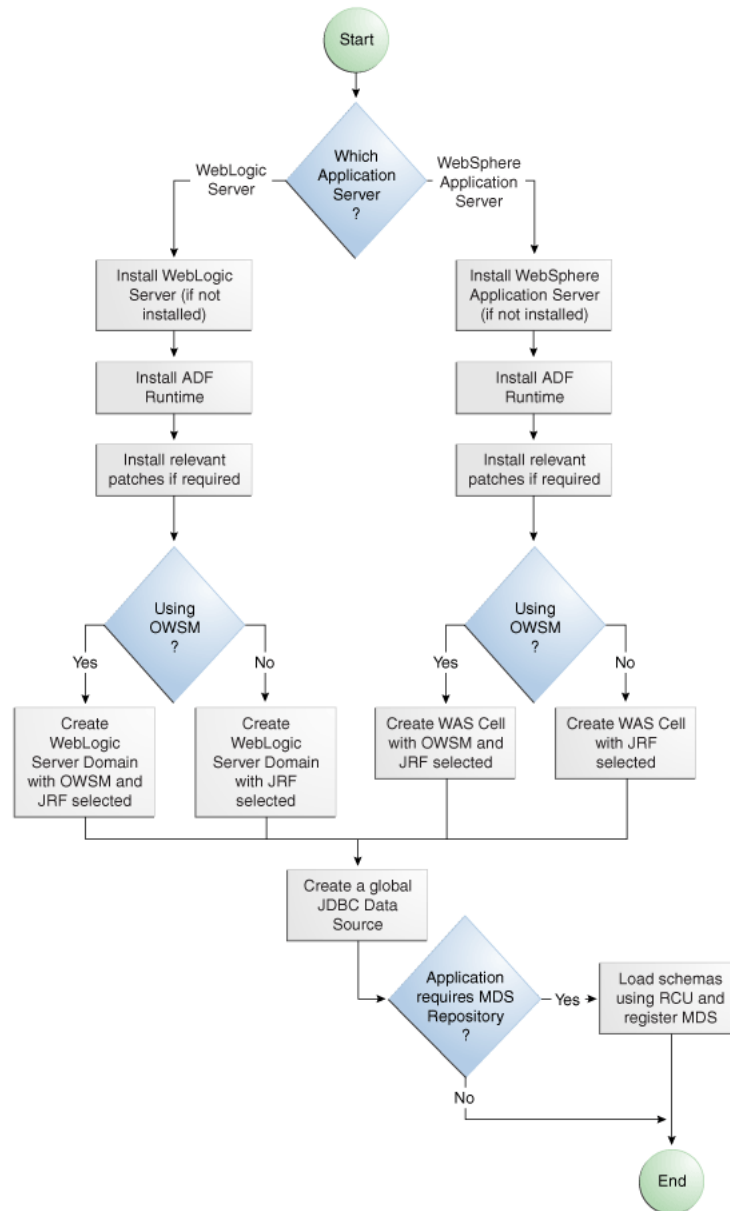 Start
Which
Application
Server
?
WebLogic
Server
WebSphere
Application
Server
Install WebLogic
Server (if not
installed)
Install WebSphere
Application Server
(if not installed)
Install ADF
Runtime
Install ADF
Runtime
Install relevant
patches if required
Install relevant
patches if required
Using
OWSM
?
Using
OWSM
?
Yes
No
Yes
No
Create
WebLogic
Server Domain
with OWSM and
JRF selected
Create
WebLogic
Server Domain
with JRF
selected
Create WAS Cell
with OWSM and
JRF selected
Create WAS Cell
with JRF
selected
Create a global
JDBC Data
Source
Application
requires MDS
Repository
?
Yes
Load schemas
using RCU and
register MDS
No
End